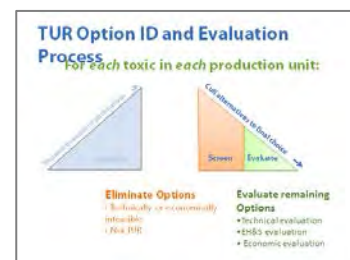 TUR Option ID and Evaluation
Process
For each toxic in each production unit:
Cull alternatives to final choice
Screen
Evaluate
Eliminate Options
• Technically or economically
infeasible
• Not TUR
Evaluate remaining
Options
•Technical evaluation
•EH&S evaluation
•Economic evaluation